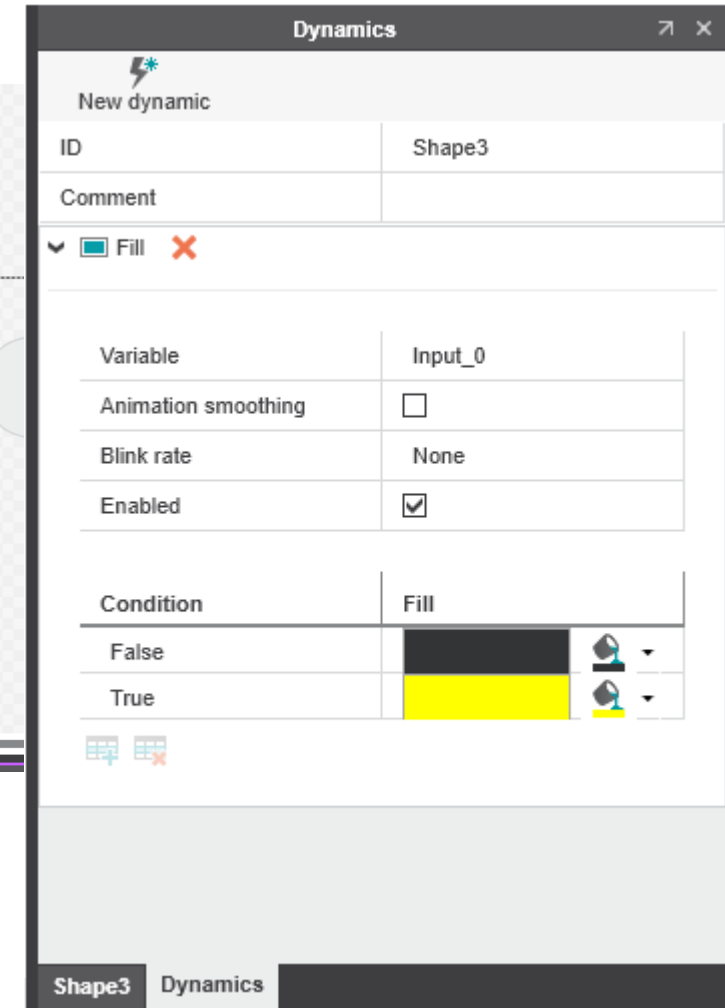 Dynamics
New dynamic
ID Shape3
Comment
Fill
Variable Input_0
Animation smoothing
Blink rate None
Enabled
Condition Fill
False
True
Shape3 Dynamics